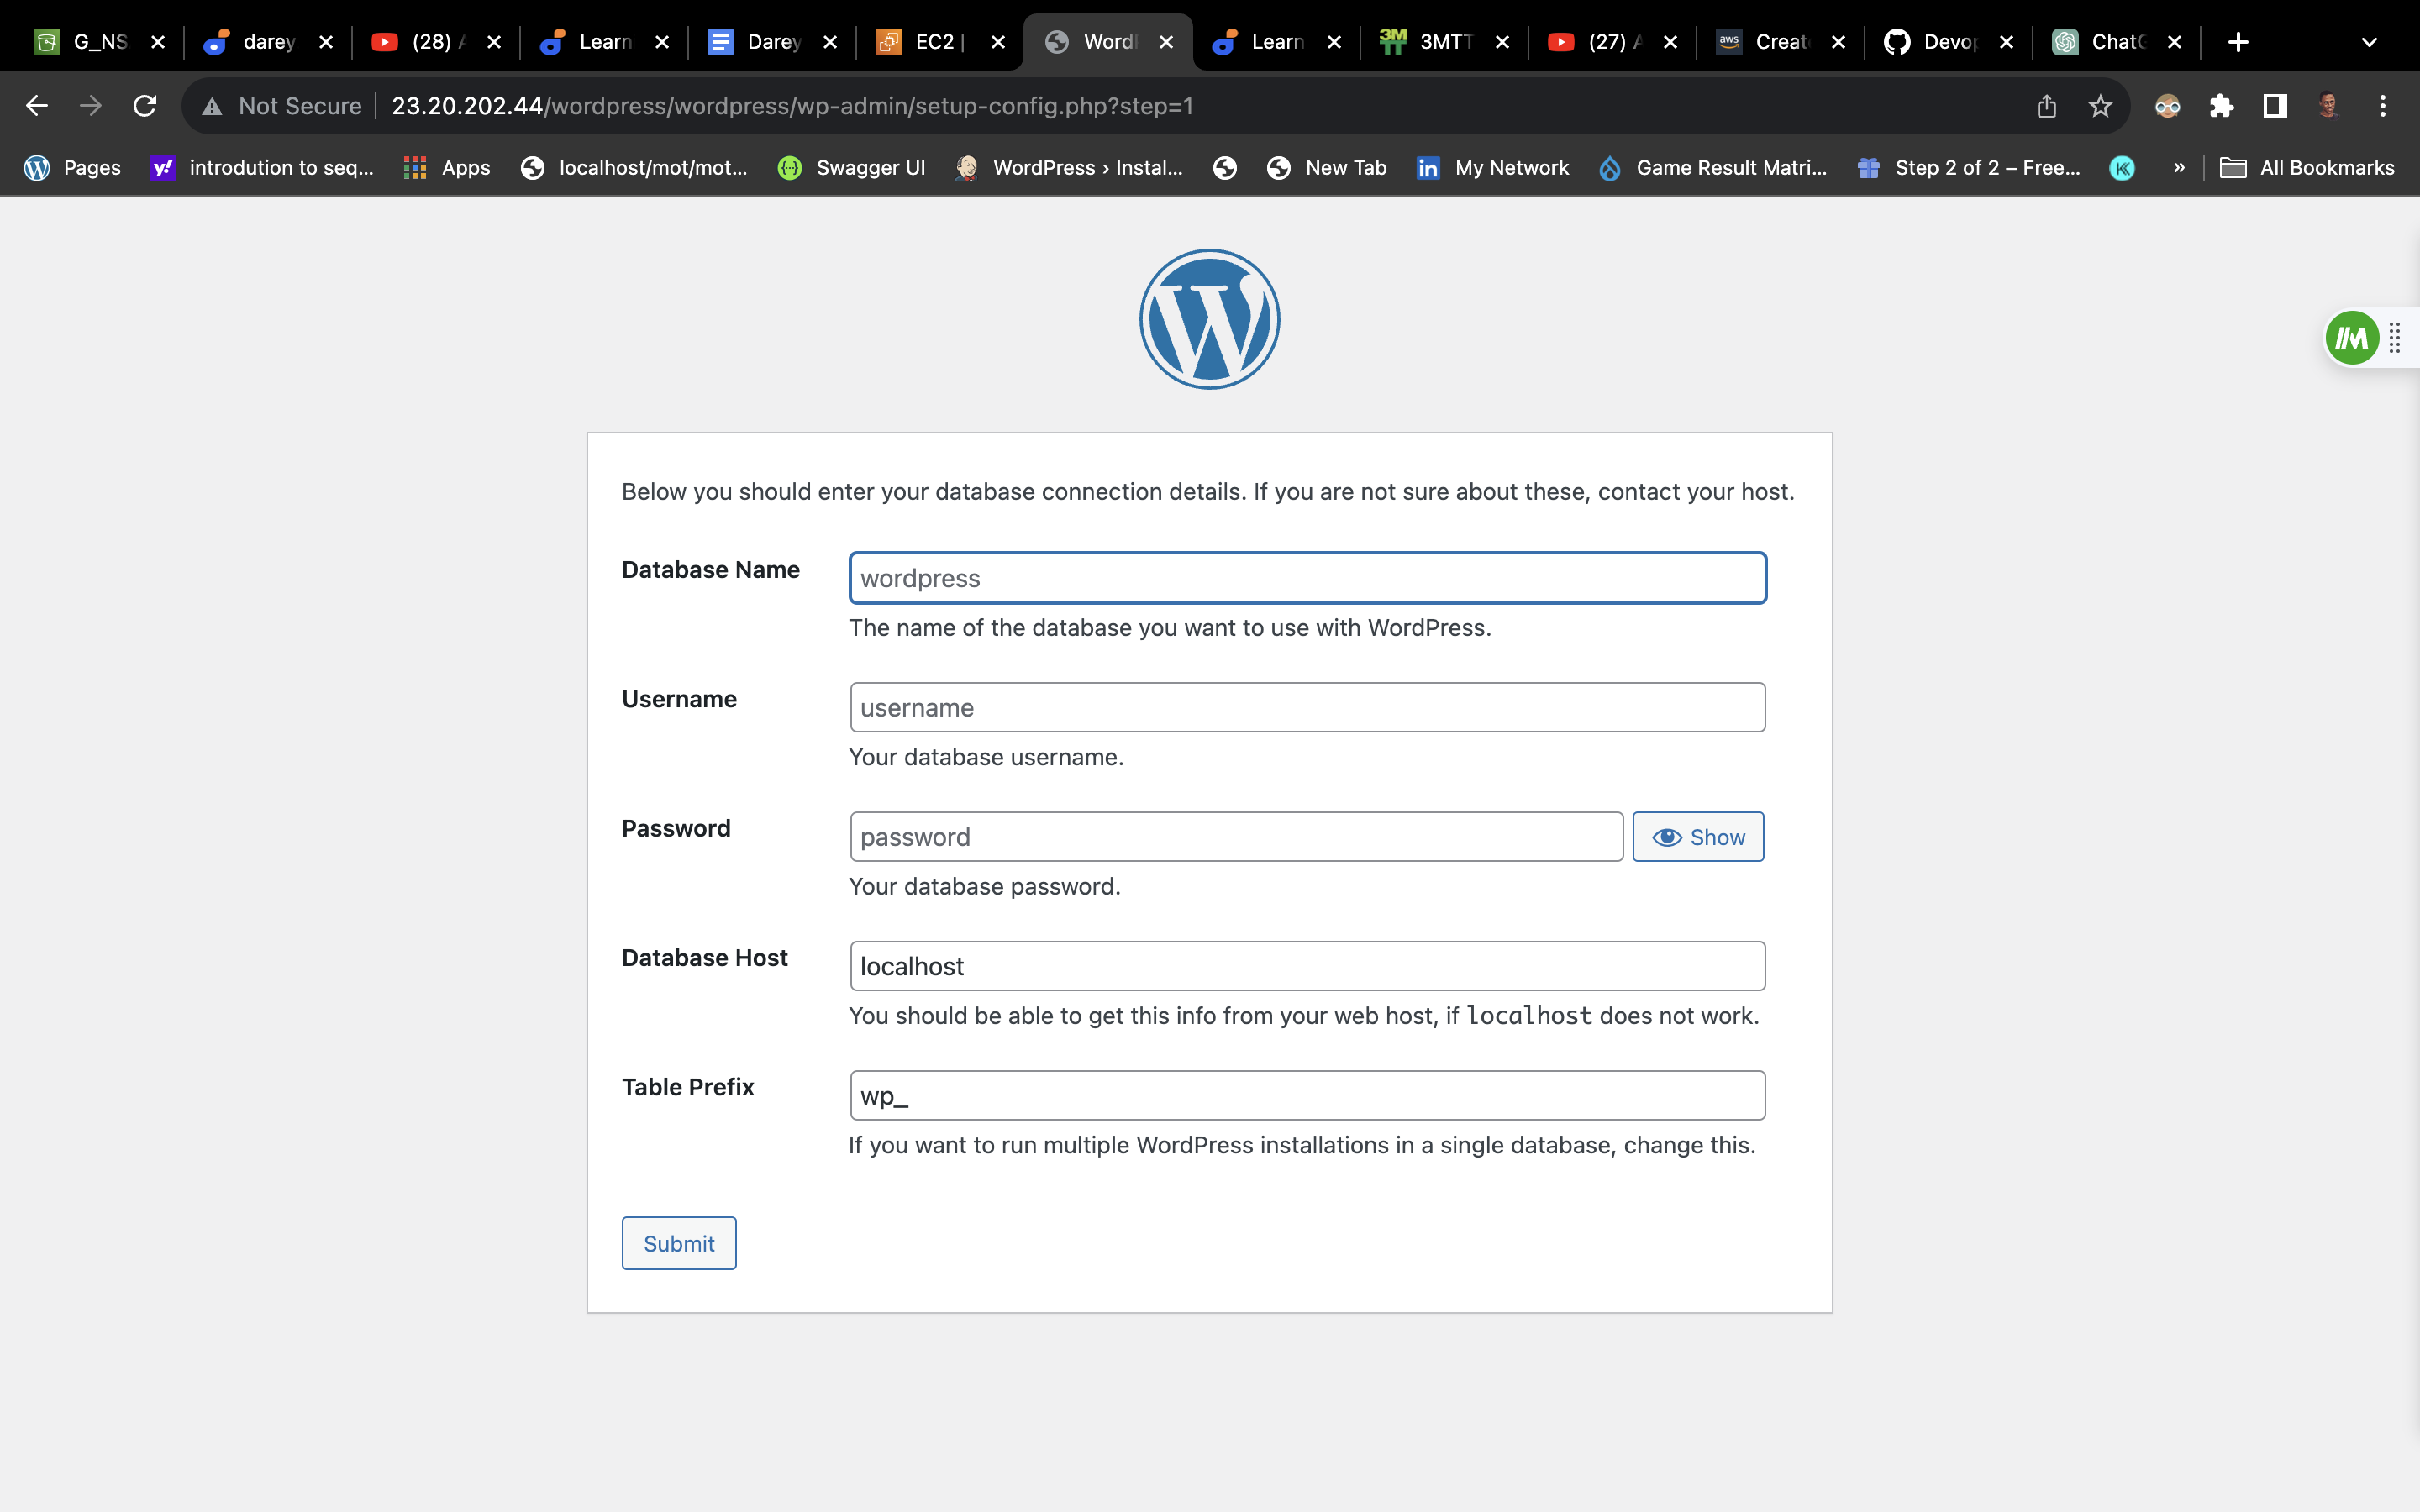 G_NS darey (28) Learn Darey EC2 | Word Learn 3MTT (27) Creat Devop ChatG
Not Secure 23.20.202.44/wordpress/wordpress/wp-admin/setup-config.php?step=1
Pages introdution to seq... Apps localhost/mot/mot... Swagger UI WordPress › Instal... New Tab My Network Game Result Matri... Step 2 of 2 – Free... » All Bookmarks
Below you should enter your database connection details. If you are not sure about these, contact your host.
Database Name
wordpress
The name of the database you want to use with WordPress.
Username
username
Your database username.
Password
password
Show
Your database password.
Database Host
localhost
You should be able to get this info from your web host, if localhost does not work.
Table Prefix
wp_
If you want to run multiple WordPress installations in a single database, change this.
Submit